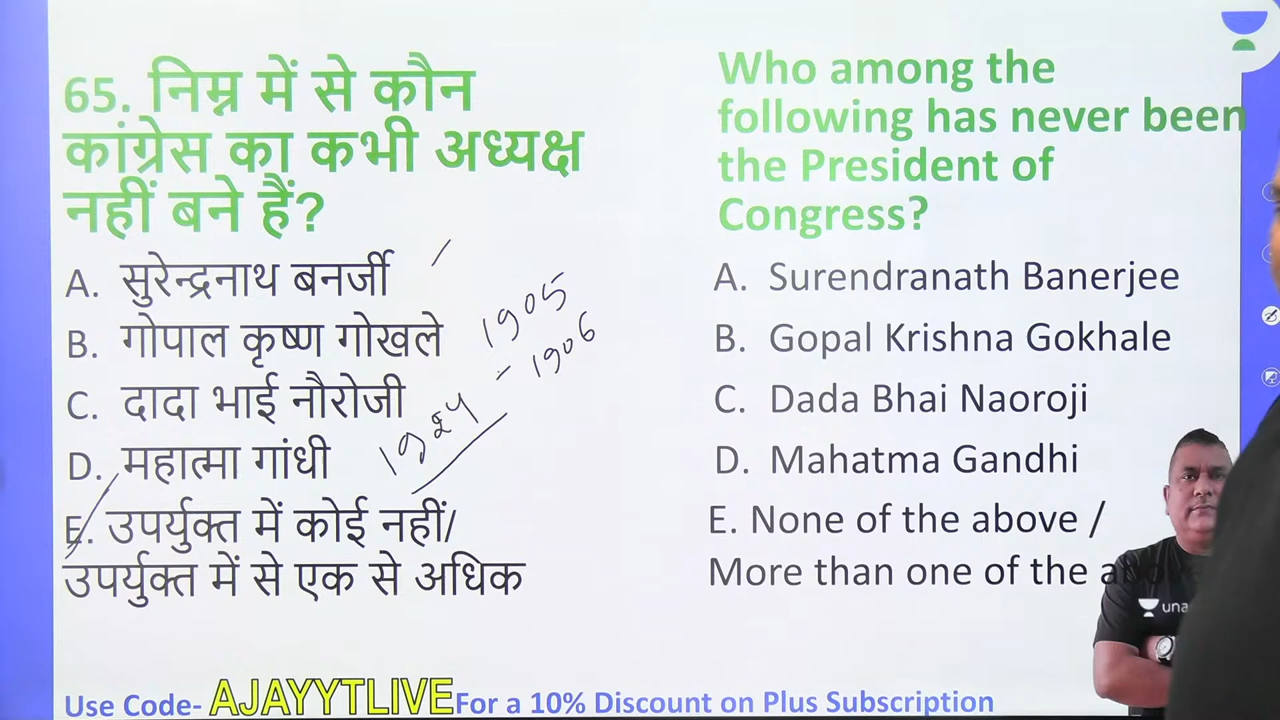 65. निम्न में से कौन
कांग्रेस का कभी अध्यक्ष
नहीं बने हैं?
A. सुरेन्द्रनाथ बनर्जी
B. गोपाल कृष्ण गोखले
1905
C. दादा भाई नौरोजी
- 1906
D. महात्मा गांधी
1924
E. उपर्युक्त में कोई नहीं/
उपर्युक्त में से एक से अधिक
Who among the
following has never been
the President of
Congress?
A. Surendranath Banerjee
B. Gopal Krishna Gokhale
C. Dada Bhai Naoroji
D. Mahatma Gandhi
E. None of the above /
More than one of the above
una
Use Code- AJAYYTLIVE For a 10% Discount on Plus Subscription